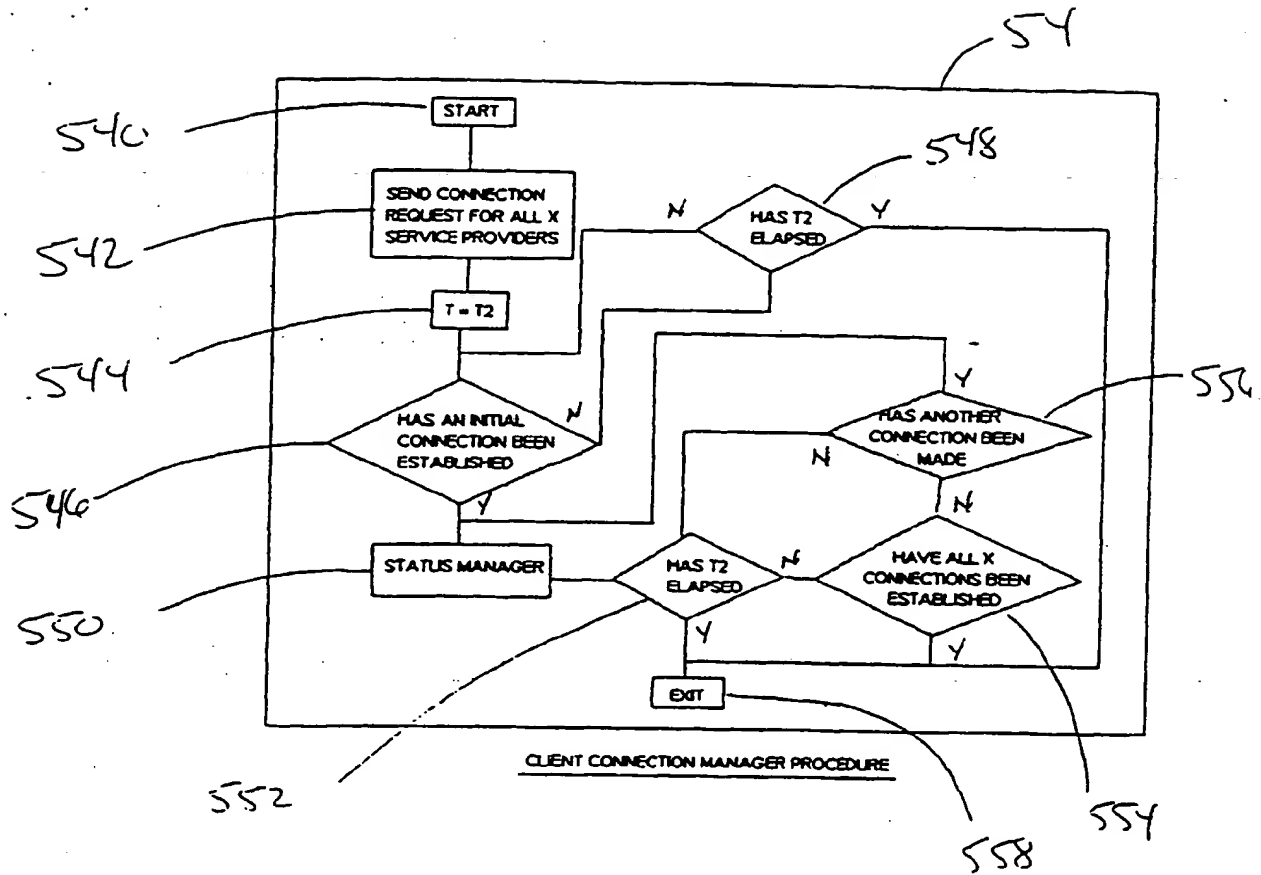 54
540
START
548
SEND CONNECTION
REQUEST FOR ALL X
SERVICE PROVIDERS
N
HAS T2
ELAPSED
Y
542
T = T2
544
Y
556
HAS AN INITIAL
CONNECTION BEEN
ESTABLISHED
N
HAS ANOTHER
CONNECTION BEEN
MADE
N
546
Y
N
STATUS MANAGER
HAS T2
ELAPSED
N
HAVE ALL X
CONNECTIONS BEEN
ESTABLISHED
550
Y
Y
EXIT
CLIENT CONNECTION MANAGER PROCEDURE
552
554
558